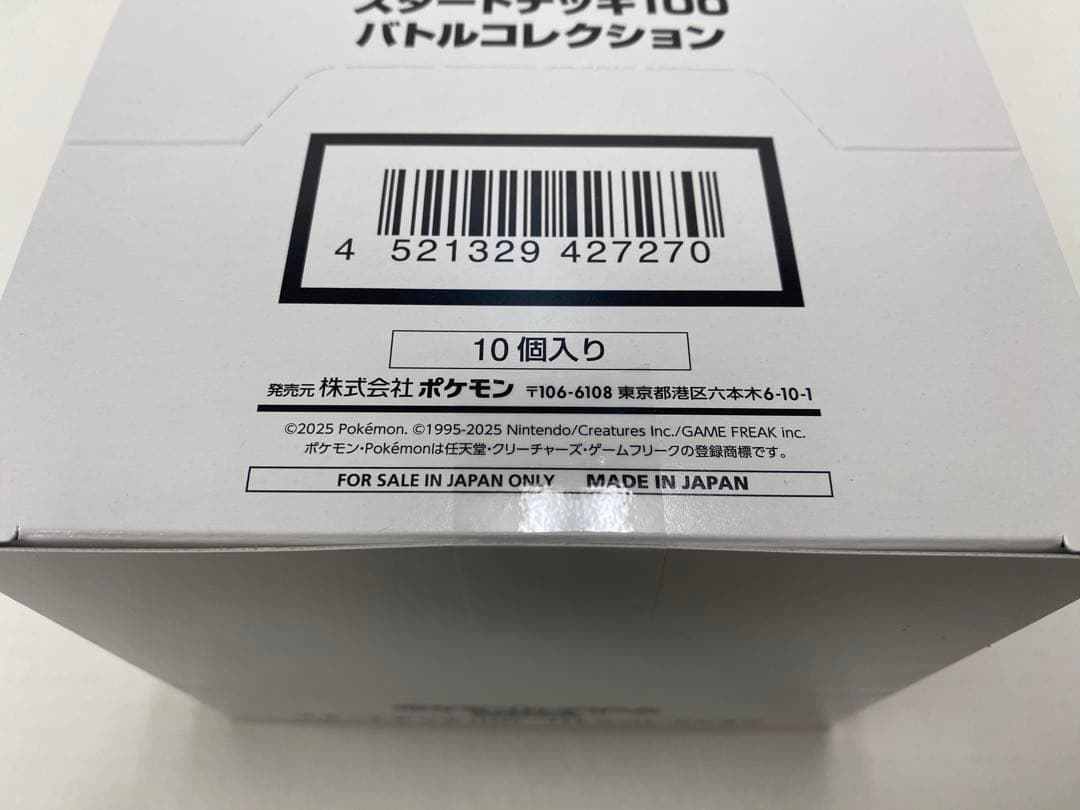 スタートデッキ100
バトルコレクション
4 521329 427270
10個入り
発売元 株式会社 ポケモン 〒106-6108 東京都港区六本木6-10-1
©2025 Pokémon. ©1995-2025 Nintendo/Creatures Inc./GAME FREAK inc.
ポケモン・Pokémonは任天堂・クリーチャーズ・ゲームフリークの登録商標です。
FOR SALE IN JAPAN ONLY MADE IN JAPAN